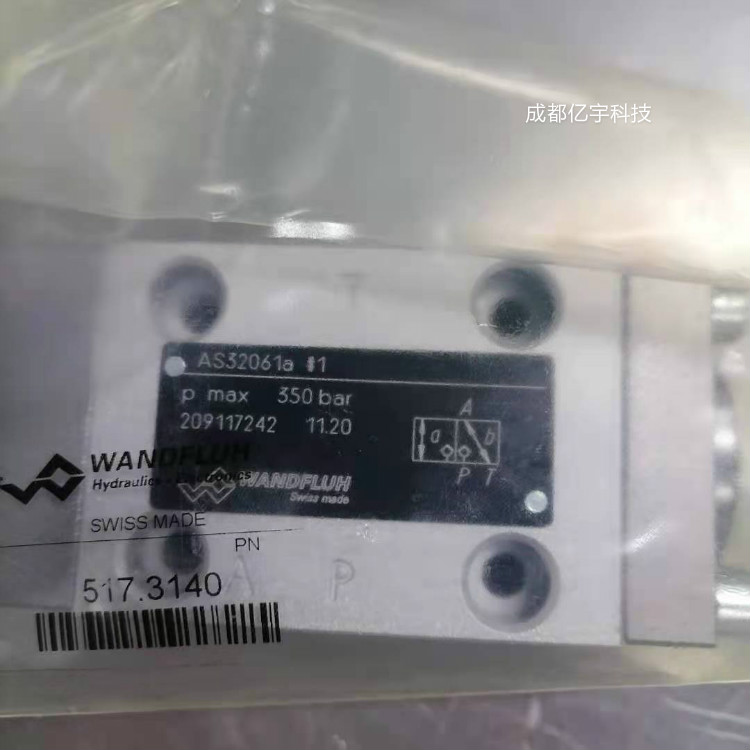 成都亿宇科技
T
AS32061a #1
p max 350 bar
209117242 11.20
A
a b
P T
WANDFLUH
Swiss made
WANDFLUH
Hydraulics + Electronics
SWISS MADE
PN
517.3140
A P